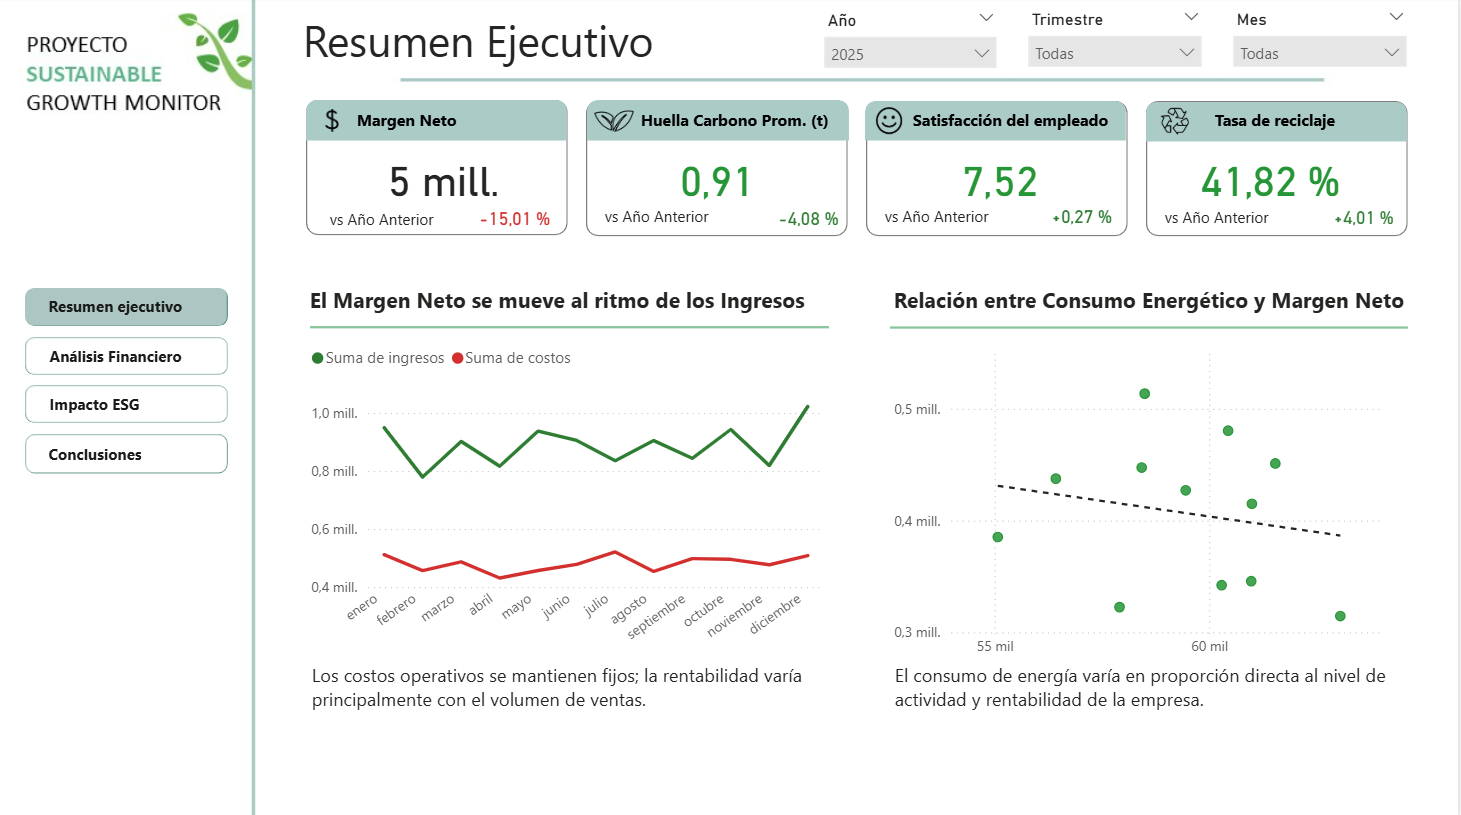 PROYECTO
SUSTAINABLE
GROWTH MONITOR
Resumen Ejecutivo
Año
2025
Trimestre
Todas
Mes
Todas
Resumen ejecutivo
Análisis Financiero
Impacto ESG
Conclusiones
$ Margen Neto
5 mill.
vs Año Anterior -15,01 %
Huella Carbono Prom. (t)
0,91
vs Año Anterior -4,08 %
Satisfacción del empleado
7,52
vs Año Anterior +0,27 %
Tasa de reciclaje
41,82 %
vs Año Anterior +4,01 %
El Margen Neto se mueve al ritmo de los Ingresos
Suma de ingresos Suma de costos
1,0 mill.
0,8 mill.
0,6 mill.
0,4 mill.
enero febrero marzo abril mayo junio julio agosto septiembre octubre noviembre diciembre
Los costos operativos se mantienen fijos; la rentabilidad varía
principalmente con el volumen de ventas.
Relación entre Consumo Energético y Margen Neto
0,5 mill.
0,4 mill.
0,3 mill.
55 mil 60 mil
El consumo de energía varía en proporción directa al nivel de
actividad y rentabilidad de la empresa.